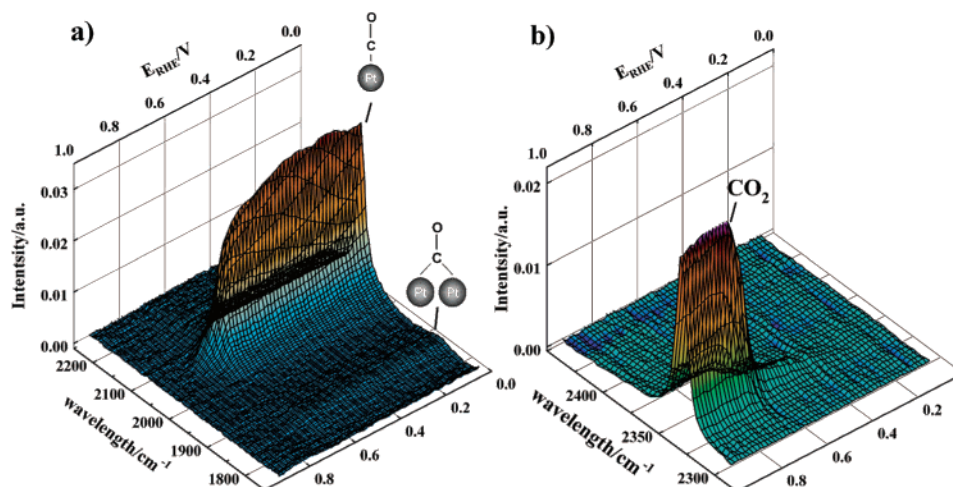 a)
E_RHE/V
0.0
0.2
0.4
0.6
0.8
1.0
O
C
Pt
0.03
0.02
0.01
0.00
Intentsity/a.u.
O
C
Pt Pt
2200
2100
2000
1900
1800
wavelength/cm⁻¹
0.0
0.2
0.4
0.6
0.8
b)
E_RHE/V
0.0
0.2
0.4
0.6
0.8
1.0
CO₂
0.02
0.01
0.00
Intentsity/a.u.
2400
2350
2300
wavelength/cm⁻¹
0.2
0.4
0.6
0.8